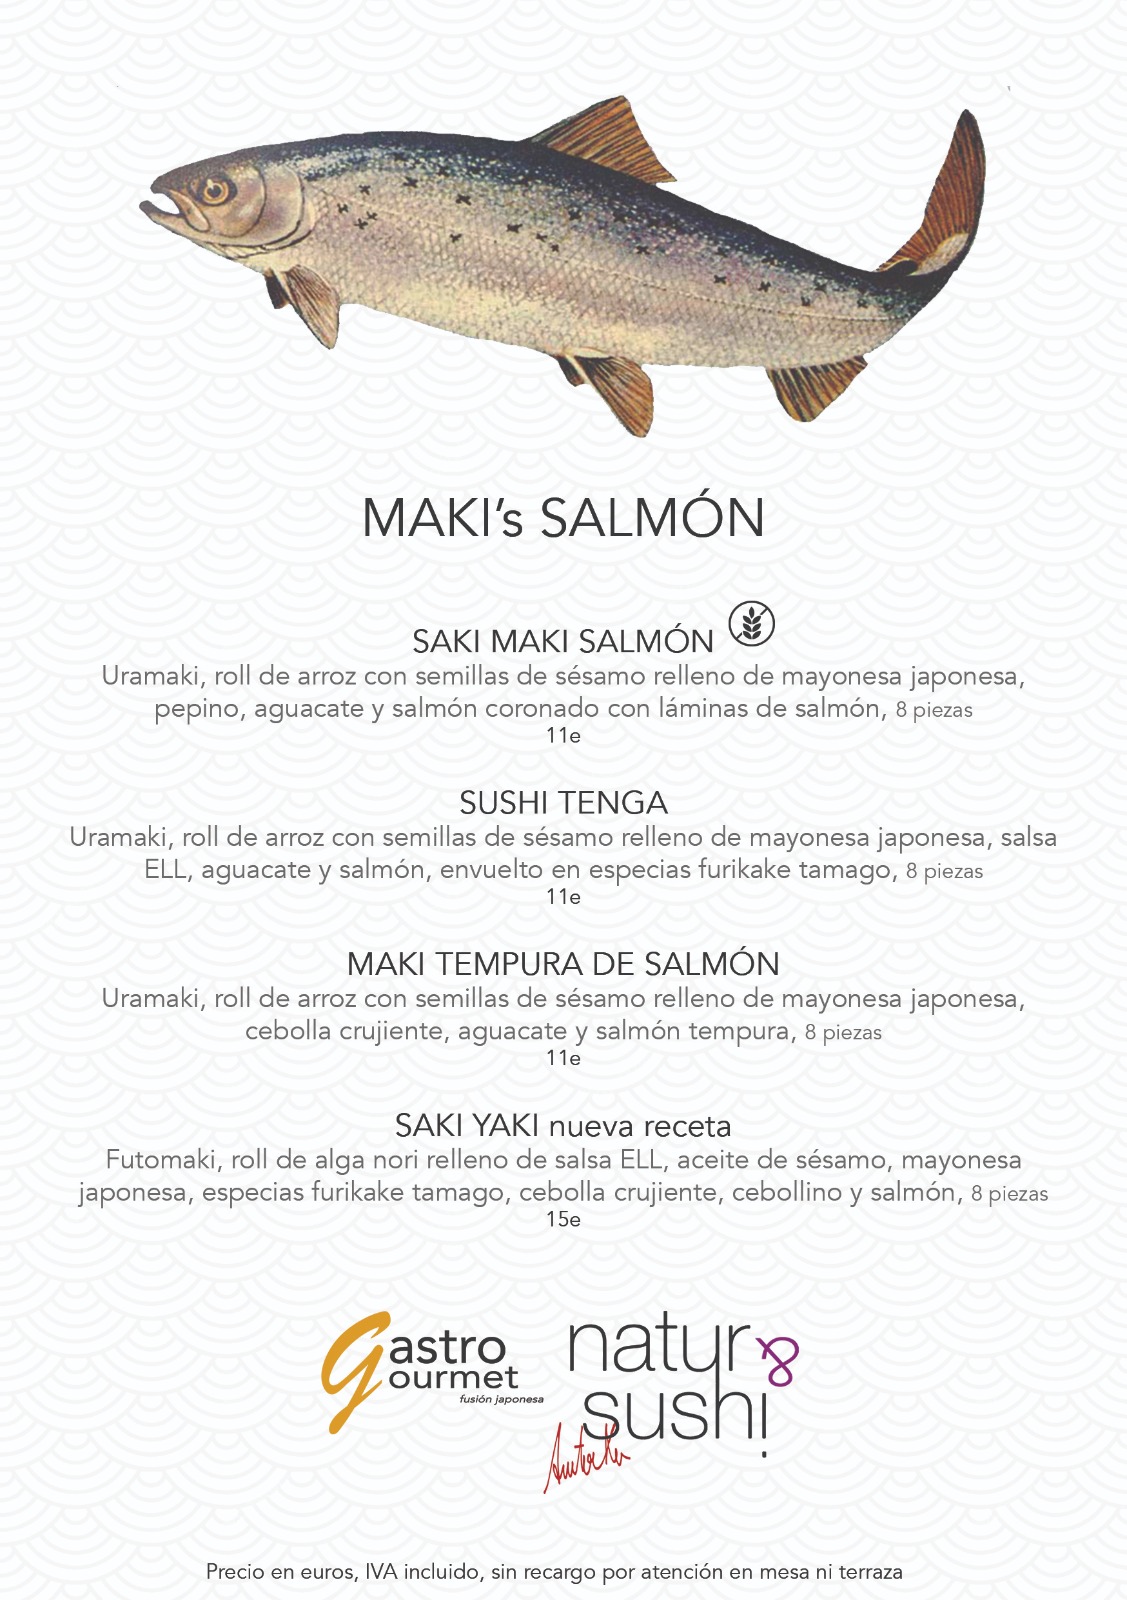 MAKI's SALMÓN
SAKI MAKI SALMÓN
Uramaki, roll de arroz con semillas de sésamo relleno de mayonesa japonesa,
pepino, aguacate y salmón coronado con láminas de salmón, 8 piezas
11e
SUSHI TENGA
Uramaki, roll de arroz con semillas de sésamo relleno de mayonesa japonesa, salsa
ELL, aguacate y salmón, envuelto en especias furikake tamago, 8 piezas
11e
MAKI TEMPURA DE SALMÓN
Uramaki, roll de arroz con semillas de sésamo relleno de mayonesa japonesa,
cebolla crujiente, aguacate y salmón tempura, 8 piezas
11e
SAKI YAKI nueva receta
Futomaki, roll de alga nori relleno de salsa ELL, aceite de sésamo, mayonesa
japonesa, especias furikake tamago, cebolla crujiente, cebollino y salmón, 8 piezas
15e
gastro
gourmet
fusión japonesa
natur
sushi
Precio en euros, IVA incluido, sin recargo por atención en mesa ni terraza